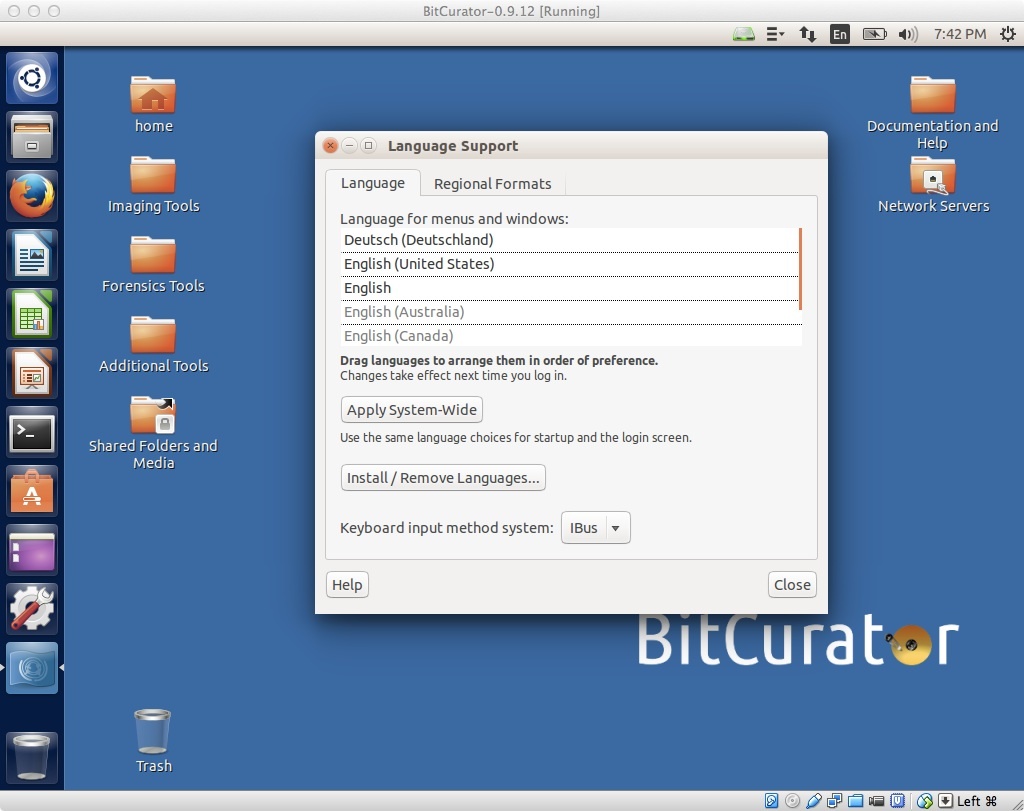 BitCurator-0.9.12 [Running]
En
7:42 PM
home
Imaging Tools
Forensics Tools
Additional Tools
Shared Folders and
Media
Trash
Documentation and
Help
Network Servers
Language Support
Language
Regional Formats
Language for menus and windows:
Deutsch (Deutschland)
English (United States)
English
English (Australia)
English (Canada)
Drag languages to arrange them in order of preference.
Changes take effect next time you log in.
Apply System-Wide
Use the same language choices for startup and the login screen.
Install / Remove Languages...
Keyboard input method system:
IBus
Help
Close
BitCurator
Left ⌘